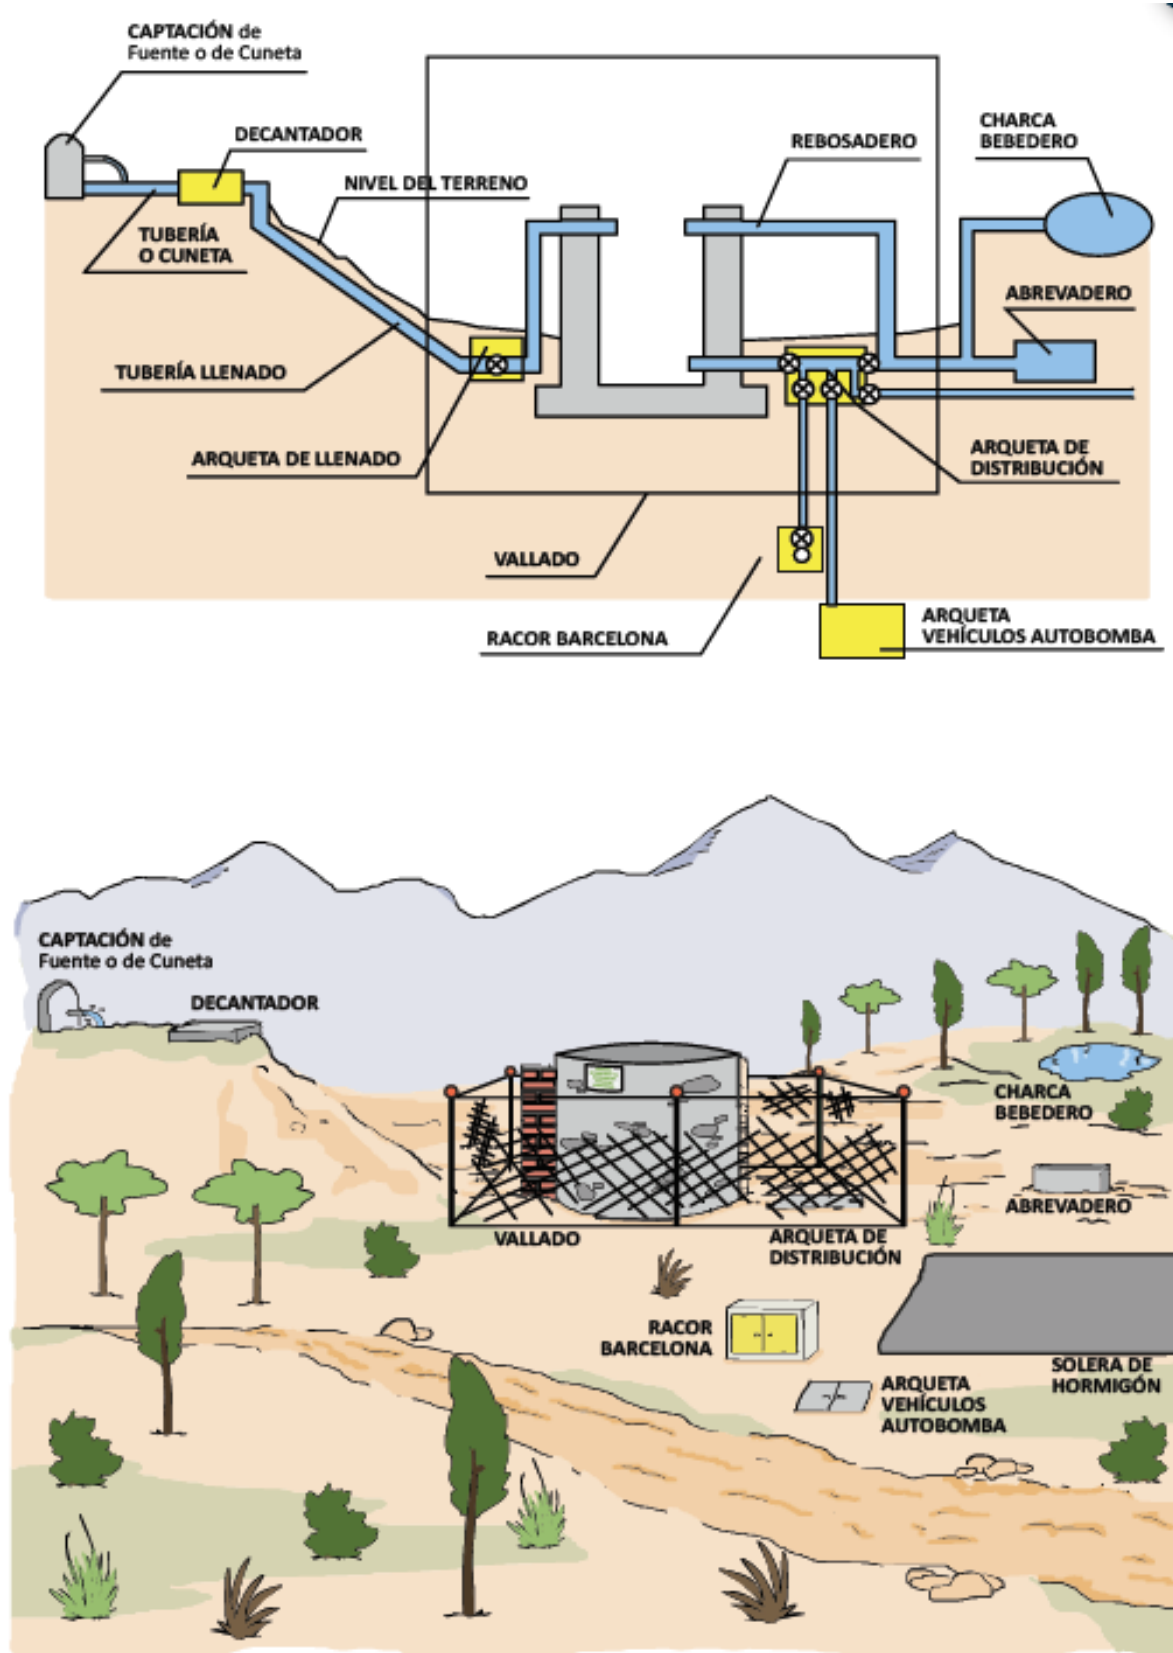 CAPTACIÓN de
Fuente o de Cuneta
DECANTADOR
NIVEL DEL TERRENO
TUBERÍA
O CUNETA
TUBERÍA LLENADO
ARQUETA DE LLENADO
REBOSADERO
CHARCA
BEBEDERO
ABREVADERO
ARQUETA DE
DISTRIBUCIÓN
VALLADO
RACOR BARCELONA
ARQUETA
VEHÍCULOS AUTOBOMBA
CAPTACIÓN de
Fuente o de Cuneta
DECANTADOR
CHARCA
BEBEDERO
ABREVADERO
VALLADO
ARQUETA DE
DISTRIBUCIÓN
RACOR
BARCELONA
SOLERA DE
HORMIGÓN
ARQUETA
VEHÍCULOS
AUTOBOMBA